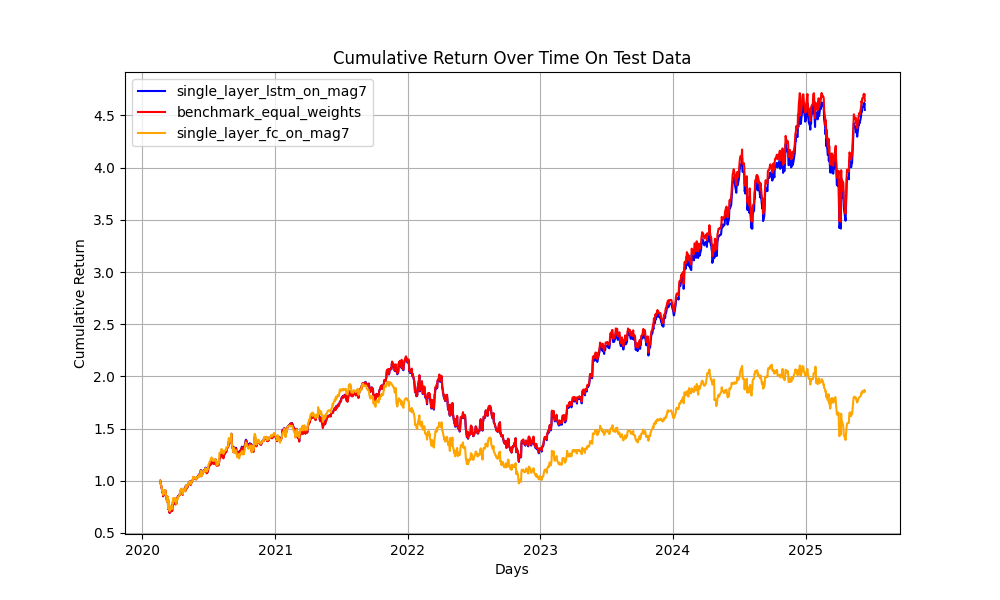 Cumulative Return Over Time On Test Data
single_layer_lstm_on_mag7
benchmark_equal_weights
single_layer_fc_on_mag7
Cumulative Return
4.5
4.0
3.5
3.0
2.5
2.0
1.5
1.0
0.5
2020 2021 2022 2023 2024 2025
Days